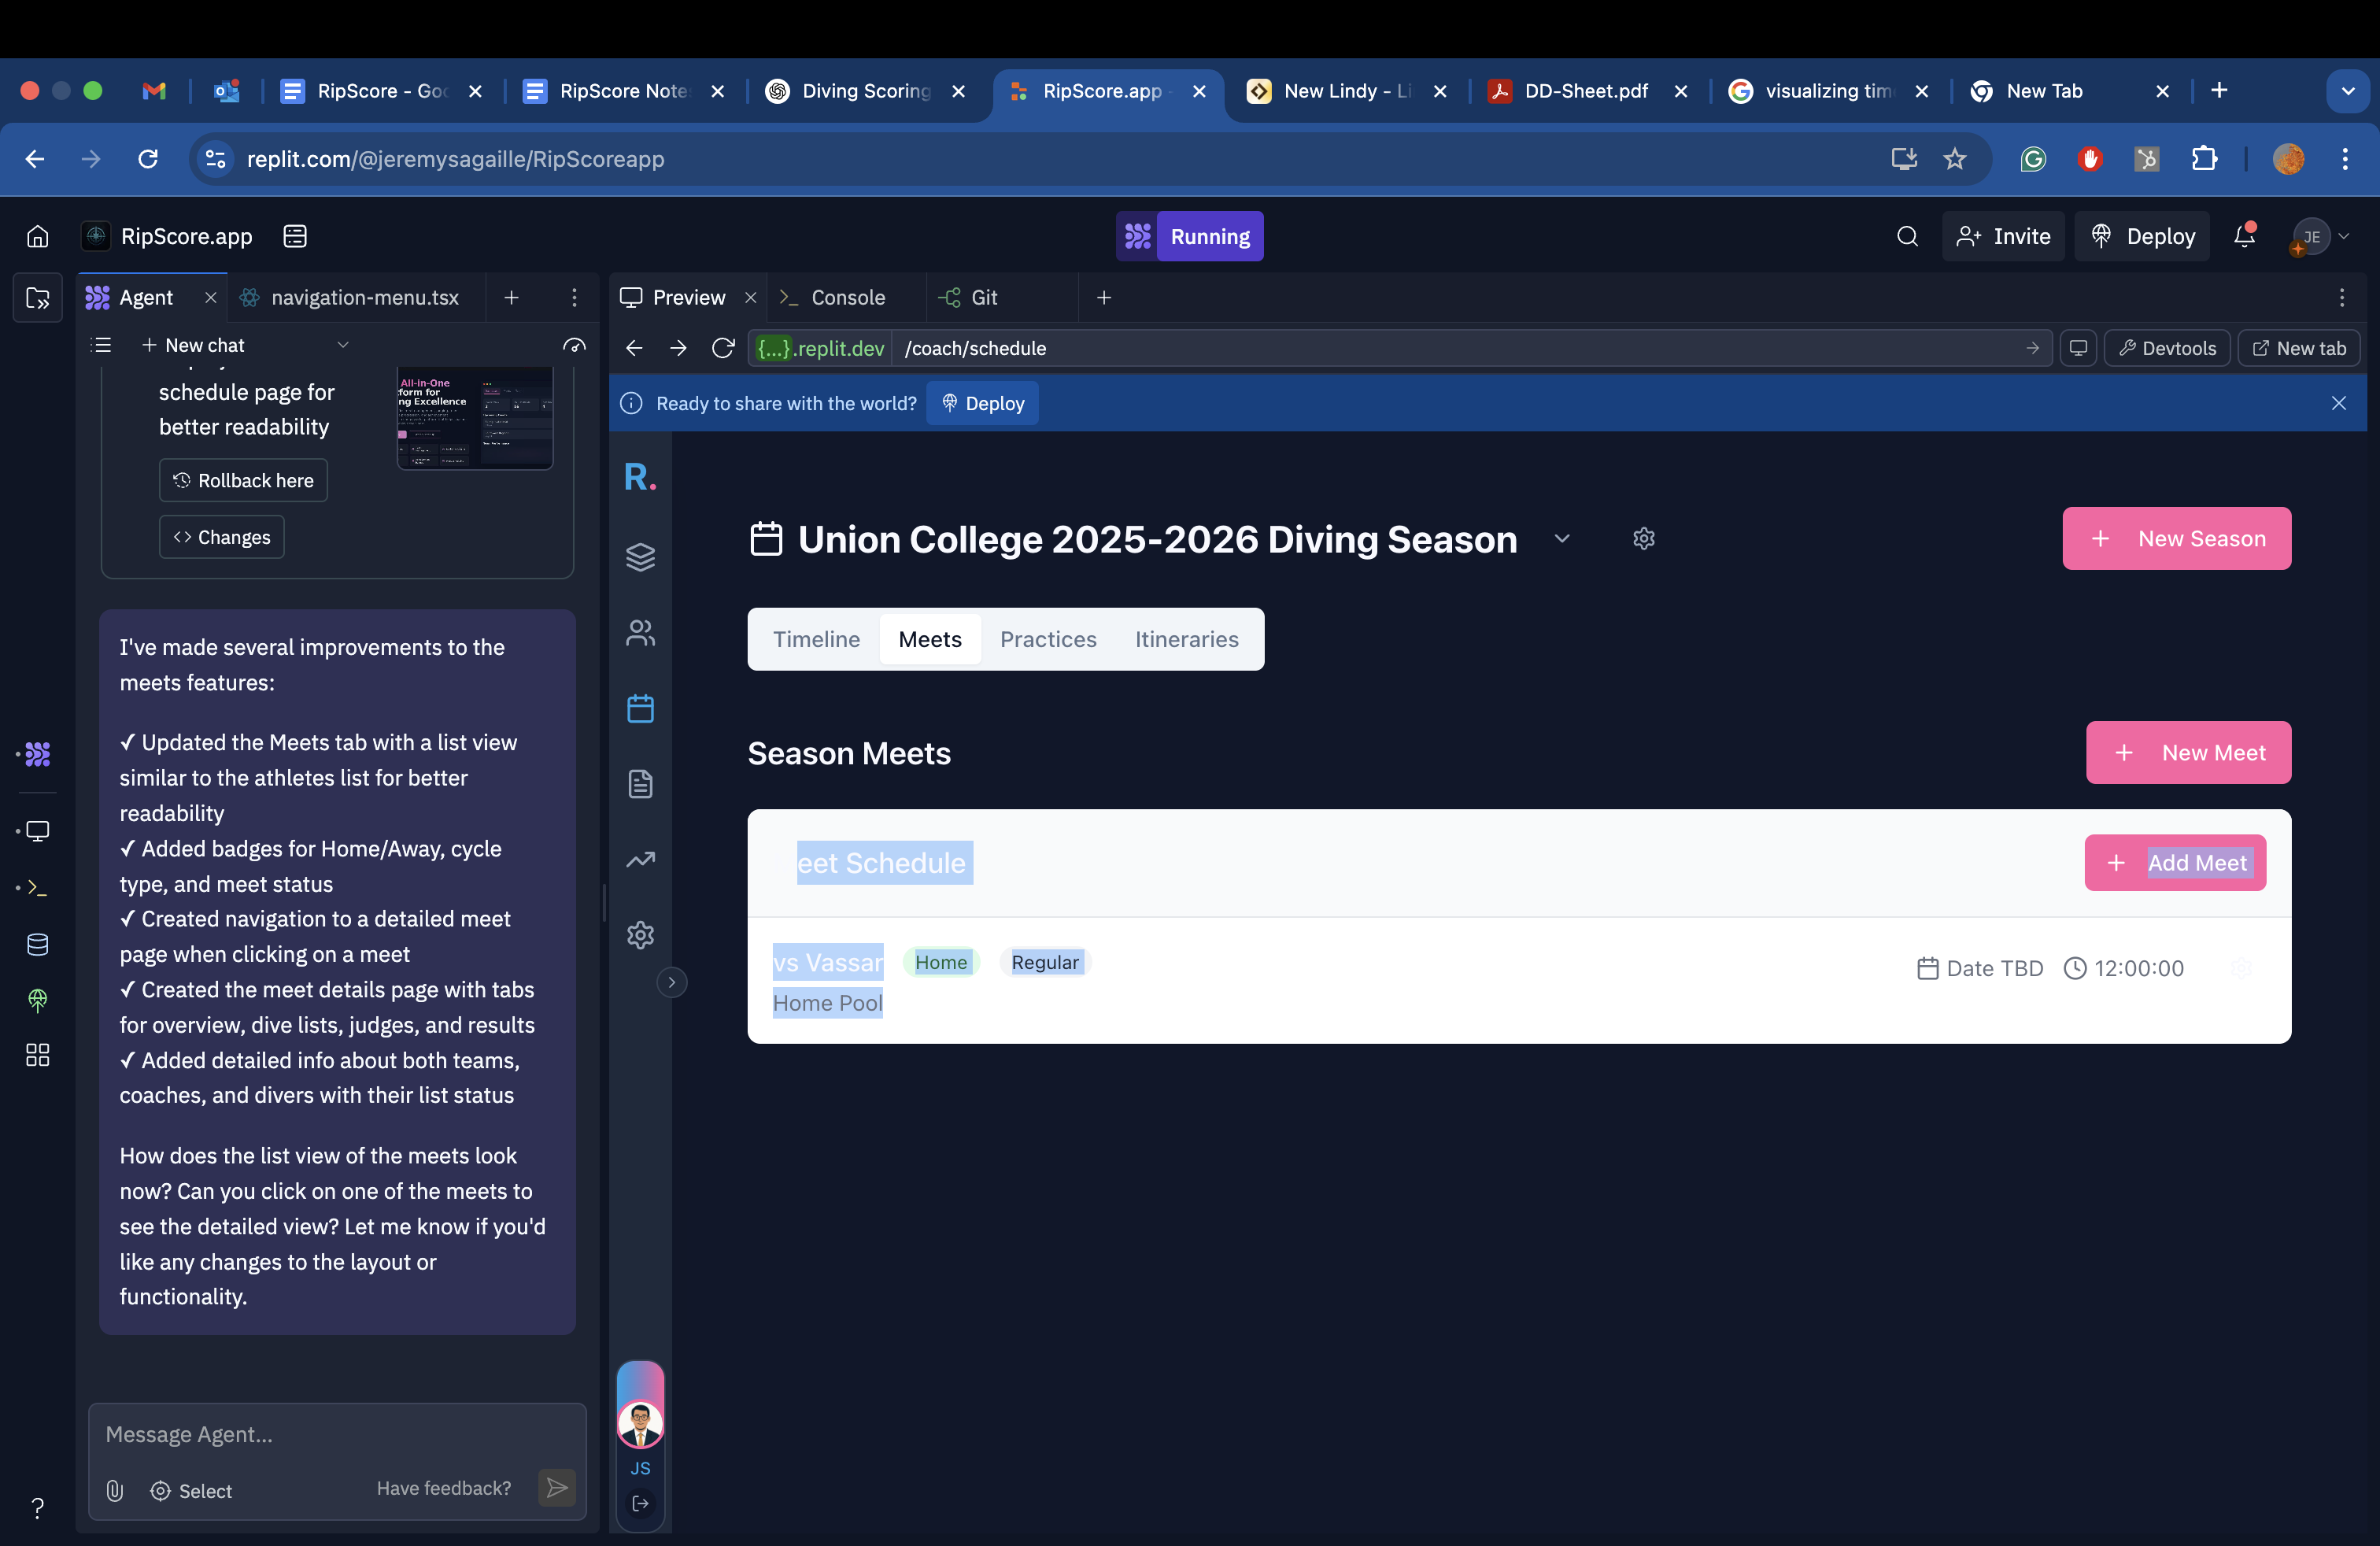 RipScore - Goo
RipScore Note
Diving Scoring
RipScore.app
New Lindy - Li
DD-Sheet.pdf
visualizing tim
New Tab
replit.com/@jeremysagaille/RipScoreapp
RipScore.app
Running
Invite
Deploy
JE
Agent
navigation-menu.tsx
Preview
Console
Git
New chat
{...}.replit.dev
/coach/schedule
Devtools
New tab
Ready to share with the world?
Deploy
schedule page for
better readability
All-in-One
form for
ng Excellence
Rollback here
Changes
I've made several improvements to the
meets features:
✓ Updated the Meets tab with a list view
similar to the athletes list for better
readability
✓ Added badges for Home/Away, cycle
type, and meet status
✓ Created navigation to a detailed meet
page when clicking on a meet
✓ Created the meet details page with tabs
for overview, dive lists, judges, and results
✓ Added detailed info about both teams,
coaches, and divers with their list status
How does the list view of the meets look
now? Can you click on one of the meets to
see the detailed view? Let me know if you'd
like any changes to the layout or
functionality.
Message Agent...
Select
Have feedback?
R.
JS
Union College 2025-2026 Diving Season
New Season
Timeline
Meets
Practices
Itineraries
Season Meets
New Meet
eet Schedule
Add Meet
vs Vassar
Home
Regular
Date TBD
12:00:00
Home Pool